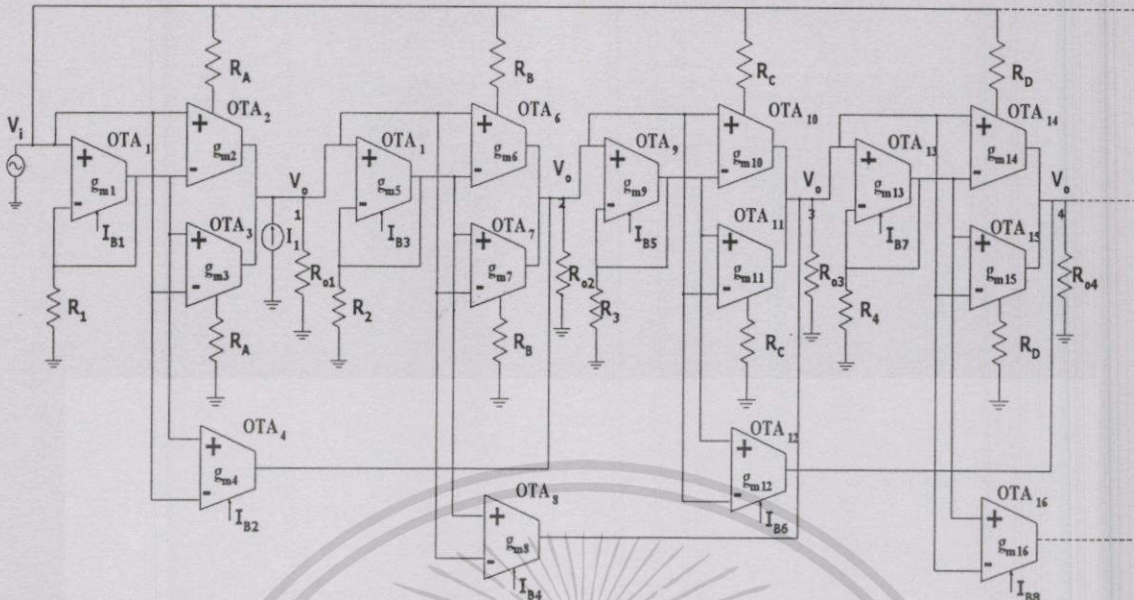 R_A
R_B
R_C
R_D
OTA_2
OTA_6
OTA_10
OTA_14
V_i
OTA_1
+
g_m1
-
+
g_m2
-
V_o
1
OTA_1
+
g_m5
-
+
g_m6
-
V_o
2
OTA_9
+
g_m9
-
+
g_m10
-
V_o
3
OTA_13
+
g_m13
-
+
g_m14
-
V_o
4
I_B1
OTA_3
+
g_m3
-
I_1
I_B3
OTA_7
+
g_m7
-
I_B5
OTA_11
+
g_m11
-
I_B7
OTA_15
+
g_m15
-
R_1
R_A
R_o1
R_2
R_B
R_o2
R_3
R_C
R_o3
R_4
R_D
R_o4
OTA_4
+
g_m4
-
I_B2
OTA_12
+
g_m12
-
I_B6
OTA_8
+
g_m8
-
I_B4
OTA_16
+
g_m16
-
I_B8